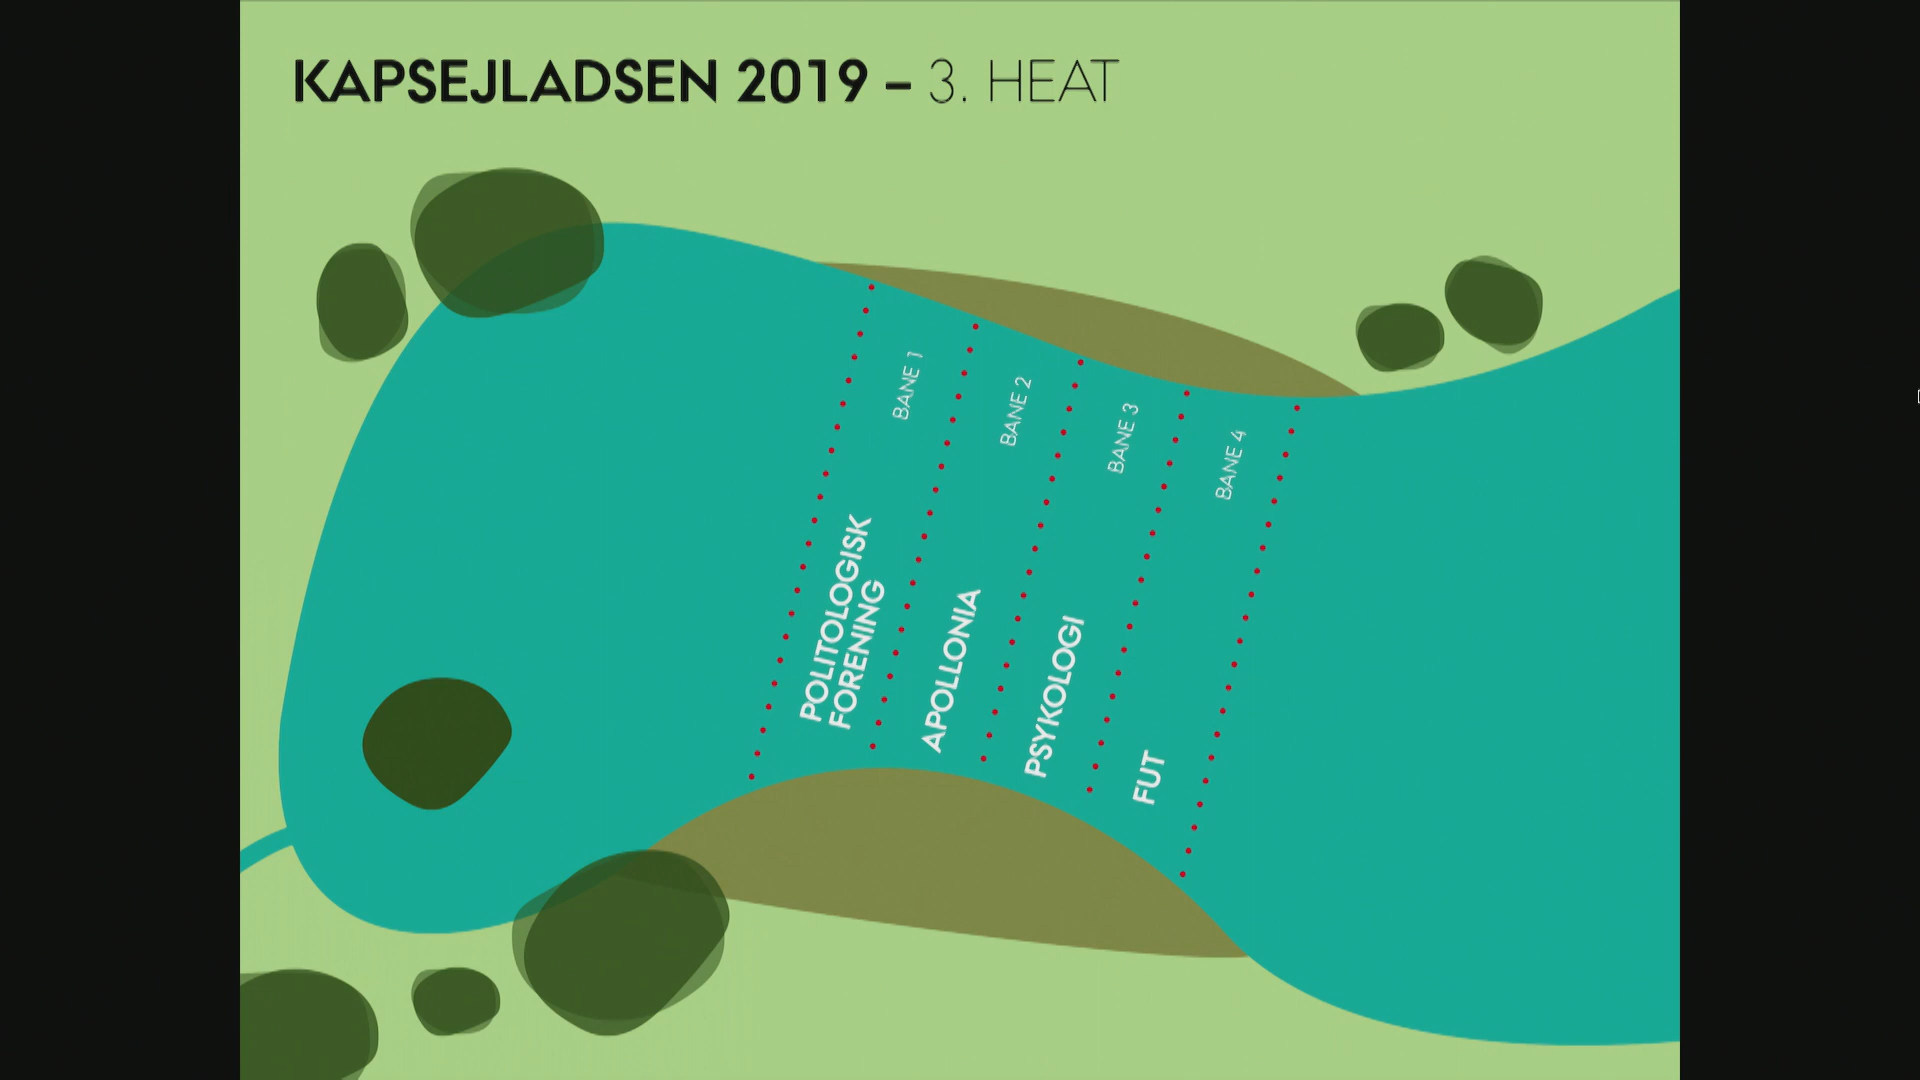 KAPSEJLADSEN 2019 – 3. HEAT
BANE 1
BANE 2
BANE 3
BANE 4
POLITOLOGISK
FORENING
APOLLONIA
PSYKOLOGI
FUT